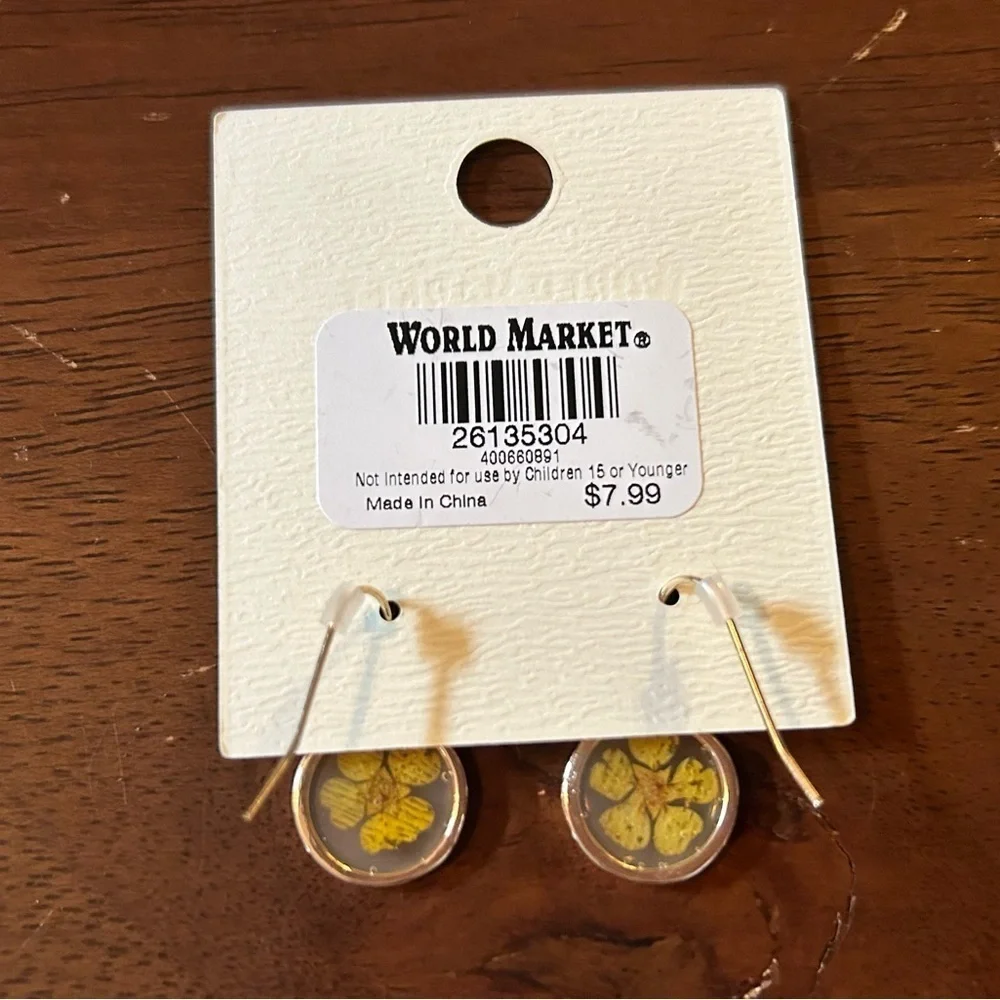 WORLD MARKET®
26135304
400660891
Not Intended for use by Children 15 or Younger
Made in China $7.99